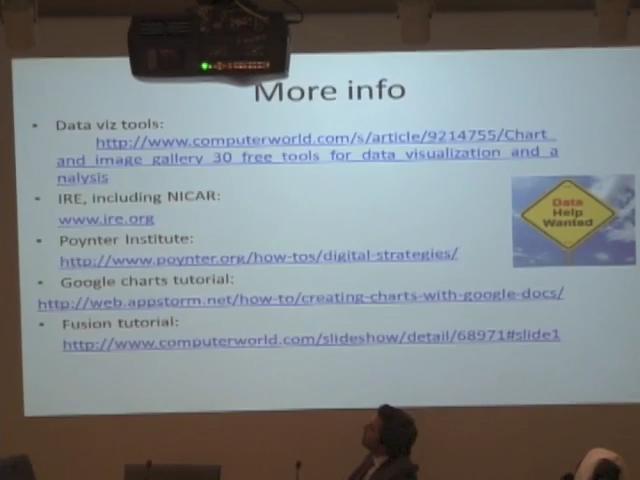 More info
• Data viz tools:
http://www.computerworld.com/s/article/9214755/Chart_
and_image_gallery_30_free_tools_for_data_visualization_and_a
nalysis
• IRE, including NICAR:
www.ire.org
• Poynter Institute:
http://www.poynter.org/how-tos/digital-strategies/
• Google charts tutorial:
http://web.appstorm.net/how-to/creating-charts-with-google-docs/
• Fusion tutorial:
http://www.computerworld.com/slideshow/detail/68971#slide1
Data
Help
Wanted